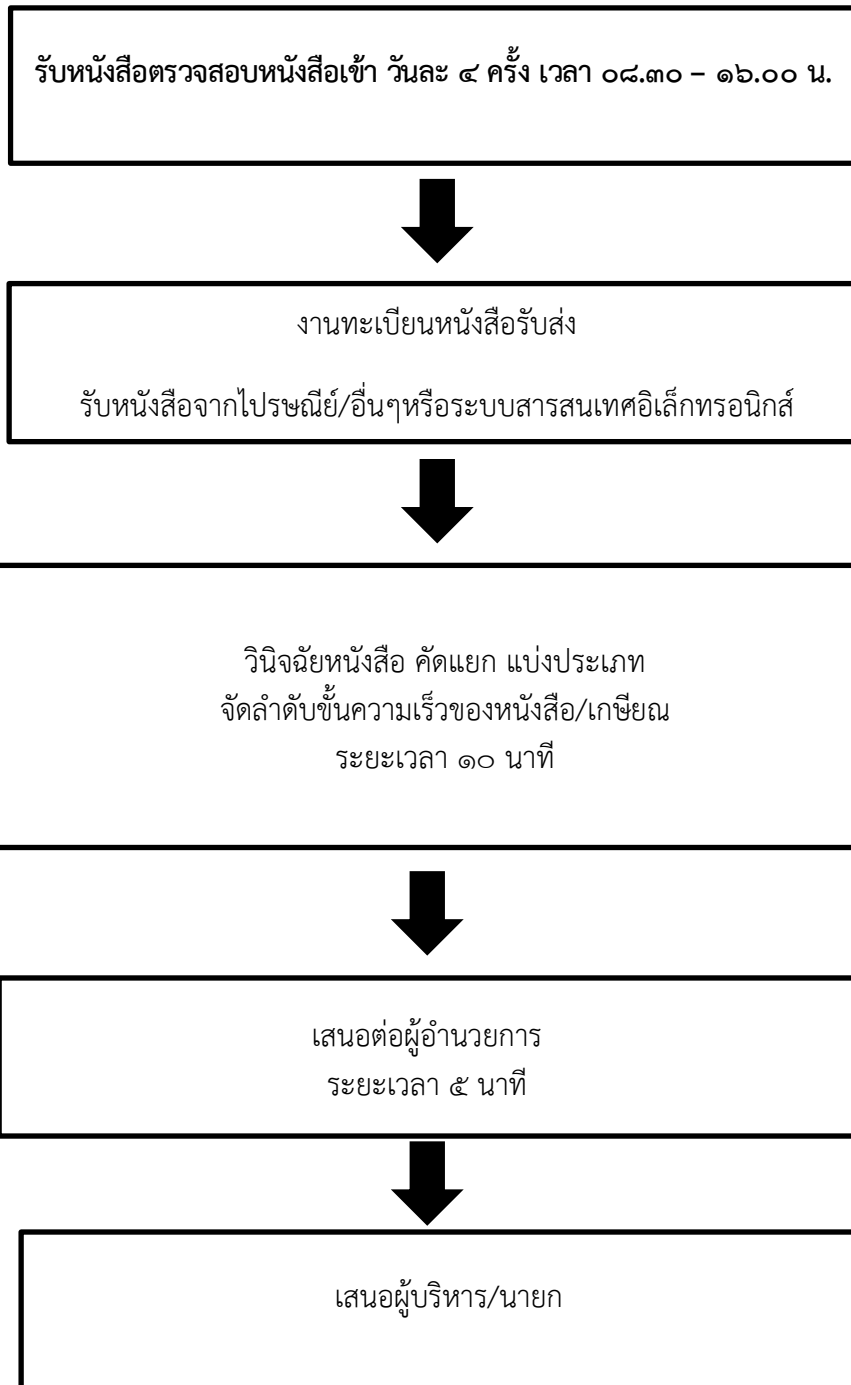 รับหนังสือตรวจสอบหนังสือเข้า วันละ ๔ ครั้ง เวลา ๐๘.๓๐ – ๑๖.๐๐ น.
งานทะเบียนหนังสือรับส่ง
รับหนังสือจากไปรษณีย์/อื่นๆหรือระบบสารสนเทศอิเล็กทรอนิกส์
วินิจฉัยหนังสือ คัดแยก แบ่งประเภท
จัดลำดับขั้นความเร็วของหนังสือ/เกษียณ
ระยะเวลา ๑๐ นาที
เสนอต่อผู้อำนวยการ
ระยะเวลา ๕ นาที
เสนอผู้บริหาร/นายก